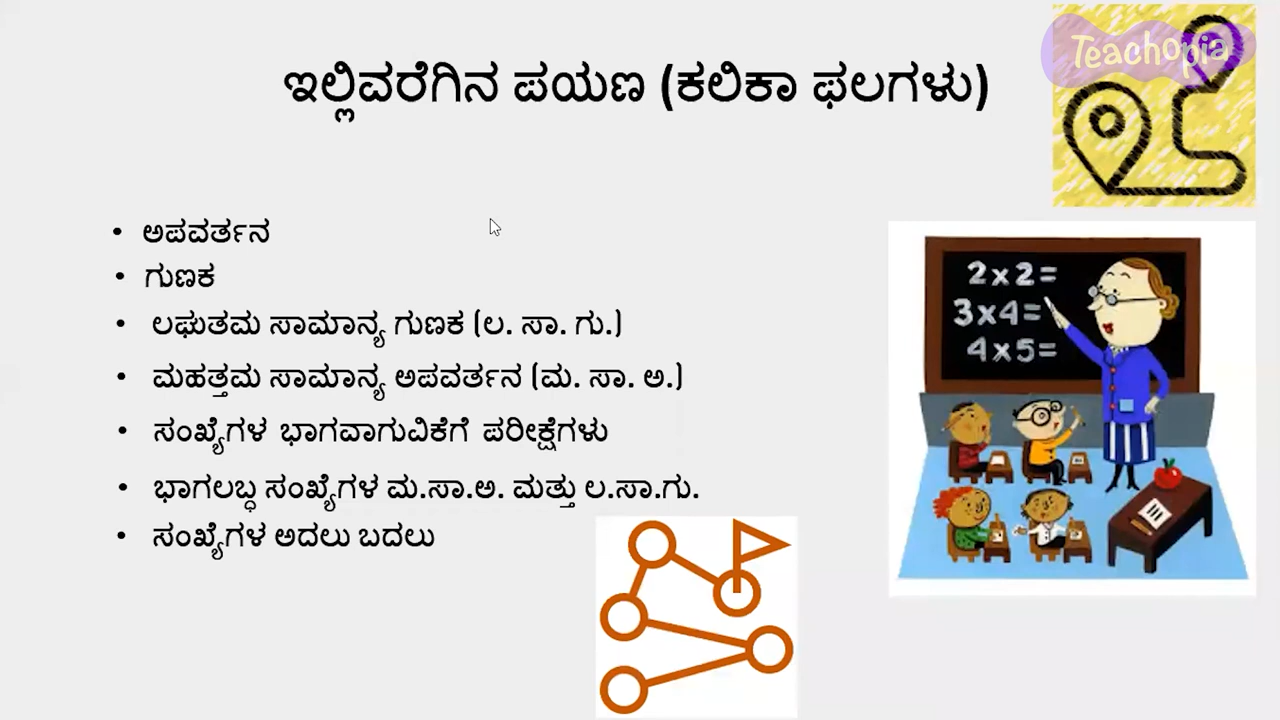 Teachopia
ಇಲ್ಲಿವರೆಗಿನ ಪಯಣ (ಕಲಿಕಾ ಫಲಗಳು)
• ಅಪವರ್ತನ
• ಗುಣಕ
• ಲಘುತಮ ಸಾಮಾನ್ಯ ಗುಣಕ (ಲ. ಸಾ. ಗು.)
• ಮಹತ್ತಮ ಸಾಮಾನ್ಯ ಅಪವರ್ತನ (ಮ. ಸಾ. ಅ.)
• ಸಂಖ್ಯೆಗಳ ಭಾಗವಾಗುವಿಕೆಗೆ ಪರೀಕ್ಷೆಗಳು
• ಭಾಗಲಬ್ಧ ಸಂಖ್ಯೆಗಳ ಮ.ಸಾ.ಅ. ಮತ್ತು ಲ.ಸಾ.ಗು.
• ಸಂಖ್ಯೆಗಳ ಅದಲು ಬದಲು
2x2=
3x4=
4x5=